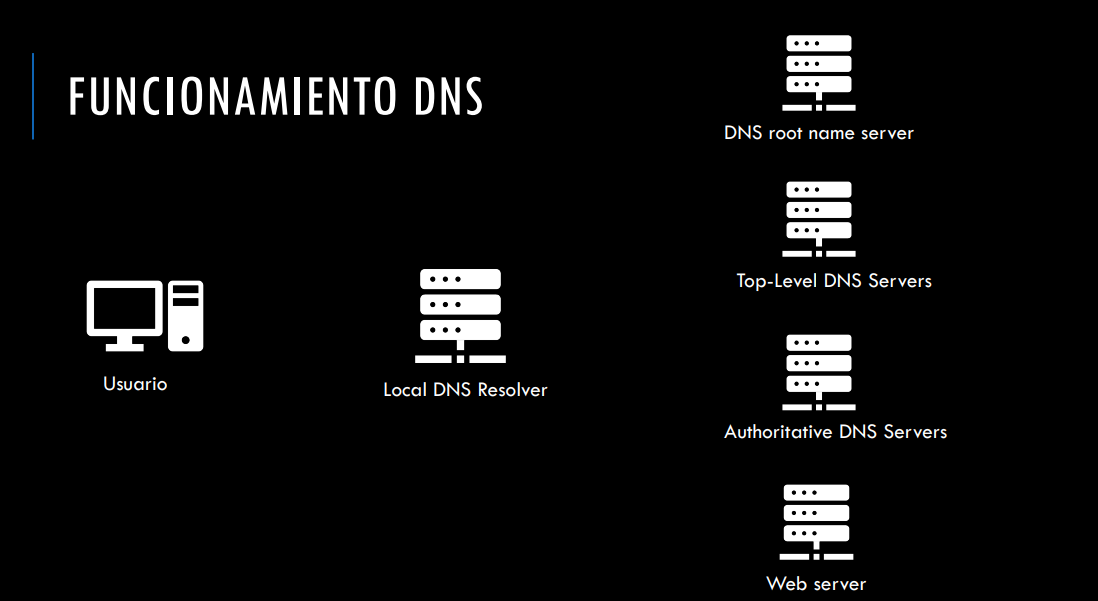 FUNCIONAMIENTO DNS
DNS root name server
Top-Level DNS Servers
Usuario
Local DNS Resolver
Authoritative DNS Servers
Web server